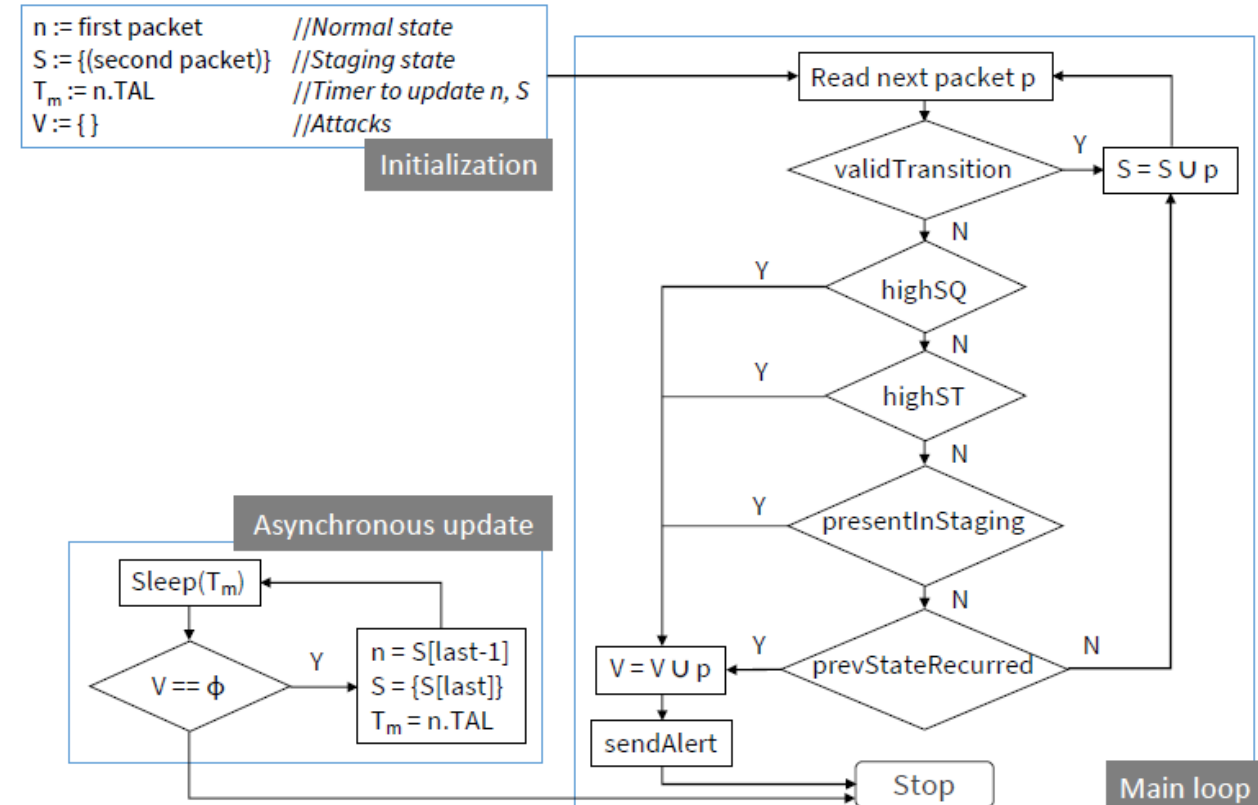 n := first packet //Normal state
S := {(second packet)} //Staging state
Tₘ := n.TAL //Timer to update n, S
V := { } //Attacks
Initialization
Read next packet p
validTransition
Y
S = S ∪ p
N
highSQ
Y
N
highST
Y
N
presentInStaging
Y
N
prevStateRecurred
Y
N
V = V ∪ p
sendAlert
Stop
Main loop
Asynchronous update
Sleep(Tₘ)
V == ϕ
Y
n = S[last-1]
S = {S[last]}
Tₘ = n.TAL